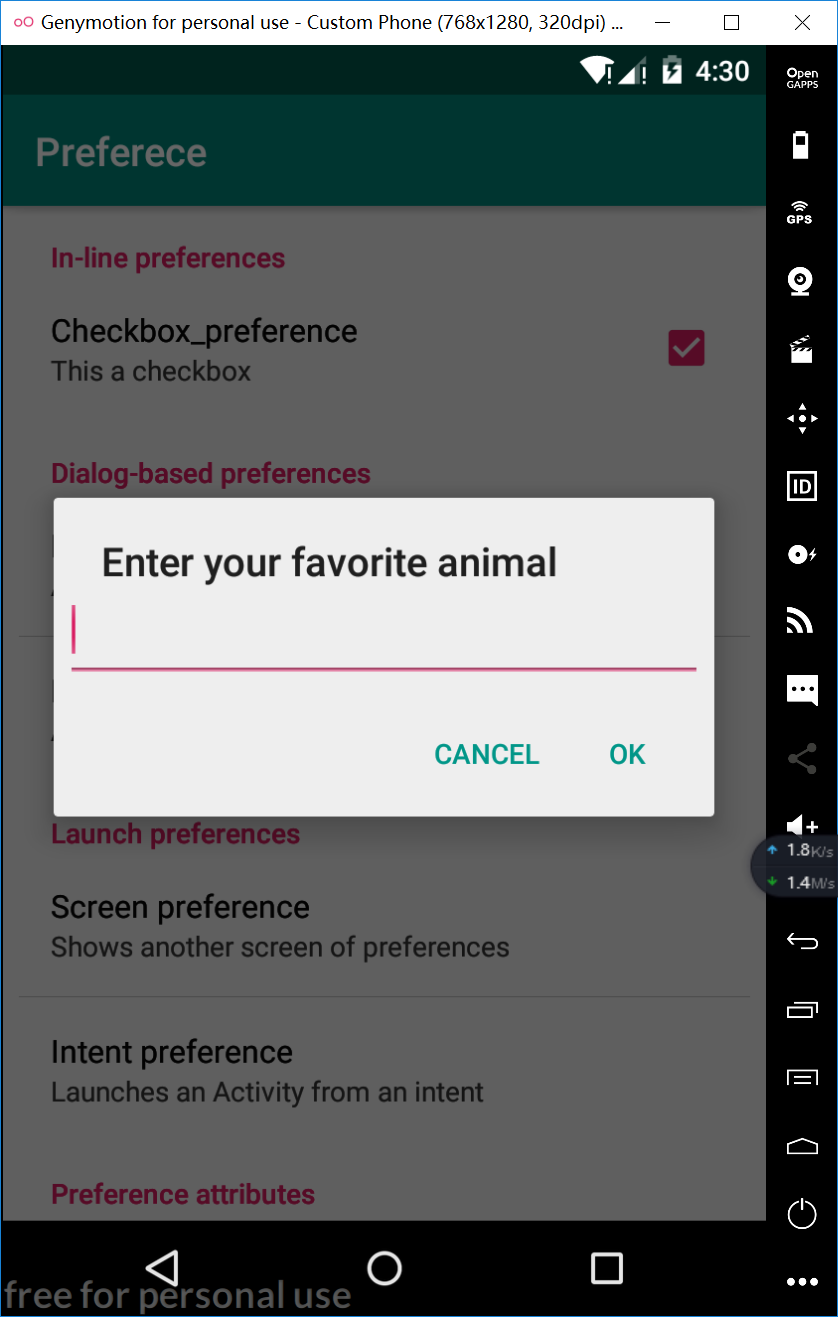 Genymotion for personal use - Custom Phone (768x1280, 320dpi) ...
4:30
Open
GAPPS
Preferece
GPS
In-line preferences
Checkbox_preference
This a checkbox
Dialog-based preferences
ID
Enter your favorite animal
CANCEL OK
Launch preferences
1.8K/s
1.4M/s
Screen preference
Shows another screen of preferences
Intent preference
Launches an Activity from an intent
Preference attributes
free for personal use